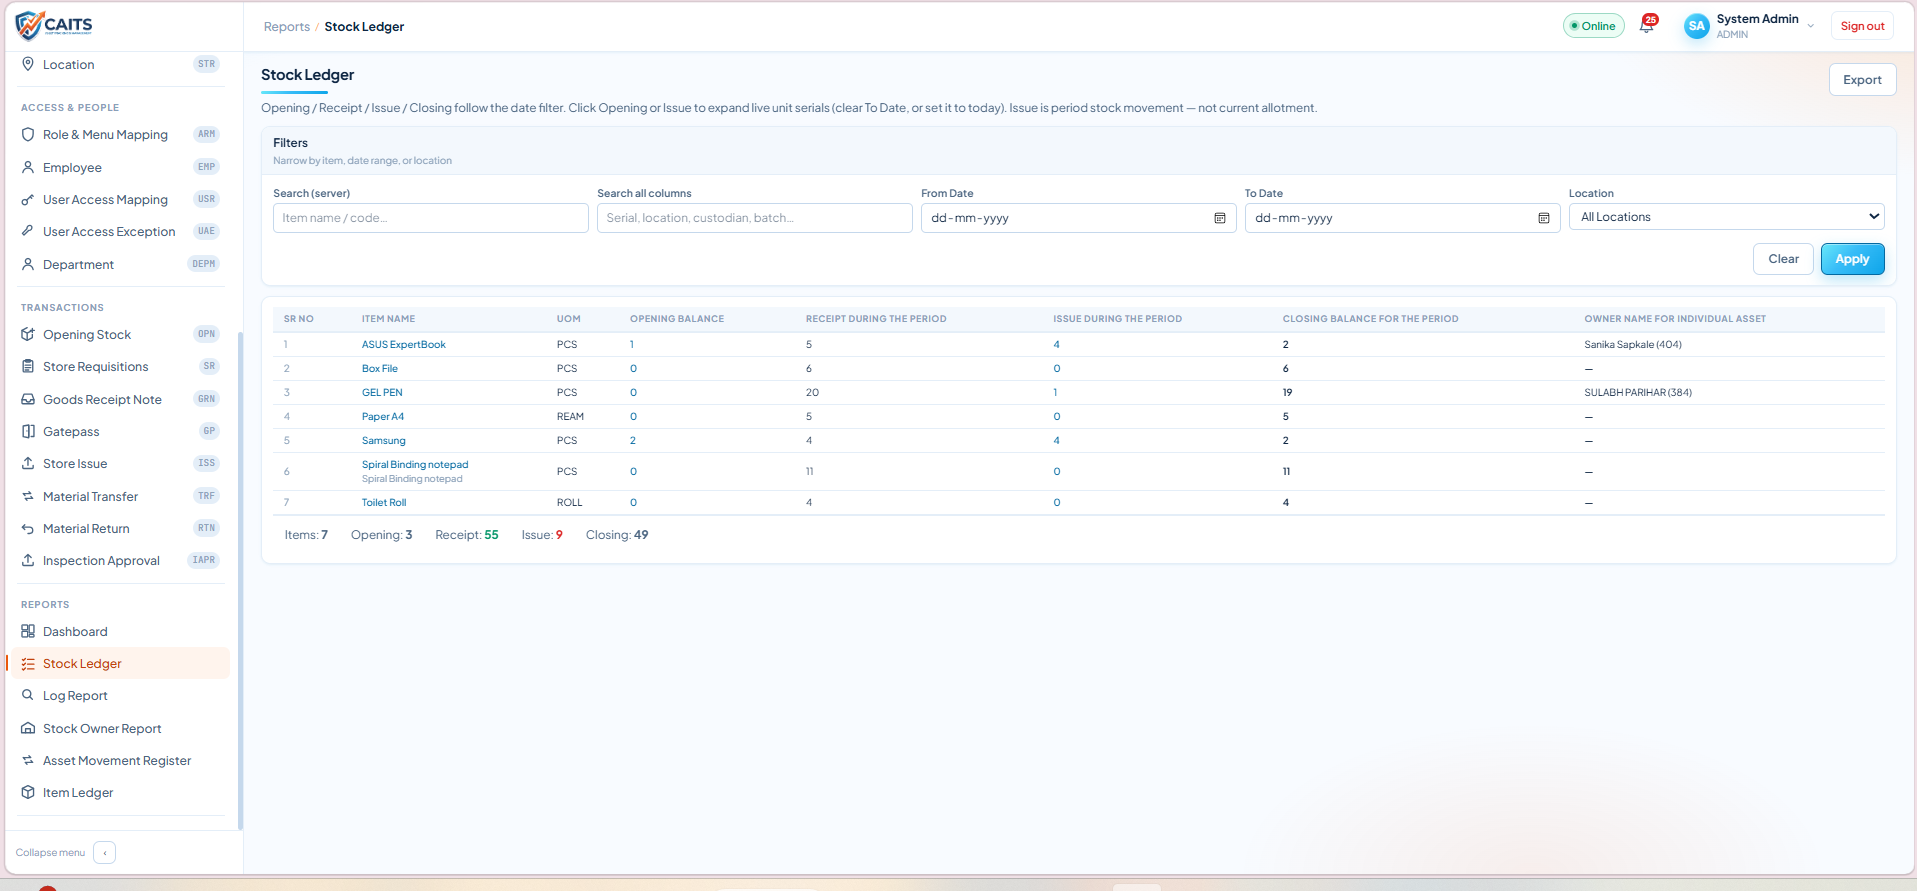 CAITS
Location STR
ACCESS & PEOPLE
Role & Menu Mapping ARM
Employee EMP
User Access Mapping USR
User Access Exception UAE
Department DEPM
TRANSACTIONS
Opening Stock OPN
Store Requisitions SR
Goods Receipt Note GRN
Gatepass GP
Store Issue ISS
Material Transfer TRF
Material Return RTN
Inspection Approval IAPR
REPORTS
Dashboard
Stock Ledger
Log Report
Stock Owner Report
Asset Movement Register
Item Ledger
Collapse menu ‹
Reports / Stock Ledger
Online 25 SA System Admin Sign out
ADMIN
Stock Ledger
Export
Opening / Receipt / Issue / Closing follow the date filter. Click Opening or Issue to expand live unit serials (clear To Date, or set it to today). Issue is period stock movement — not current allotment.
Filters
Narrow by item, date range, or location
Search (server) Search all columns From Date To Date Location
Item name / code... Serial, location, custodian, batch... dd-mm-yyyy dd-mm-yyyy All Locations
Clear Apply
SR NO ITEM NAME UOM OPENING BALANCE RECEIPT DURING THE PERIOD ISSUE DURING THE PERIOD CLOSING BALANCE FOR THE PERIOD OWNER NAME FOR INDIVIDUAL ASSET
1 ASUS ExpertBook PCS 1 5 4 2 Sanika Sapkale (404)
2 Box File PCS 0 6 0 6 —
3 GEL PEN PCS 0 20 1 19 SULABH PARIHAR (384)
4 Paper A4 REAM 0 5 0 5 —
5 Samsung PCS 2 4 4 2 —
6 Spiral Binding notepad PCS 0 11 0 11 —
Spiral Binding notepad
7 Toilet Roll ROLL 0 4 0 4 —
Items: 7 Opening: 3 Receipt: 55 Issue: 9 Closing: 49